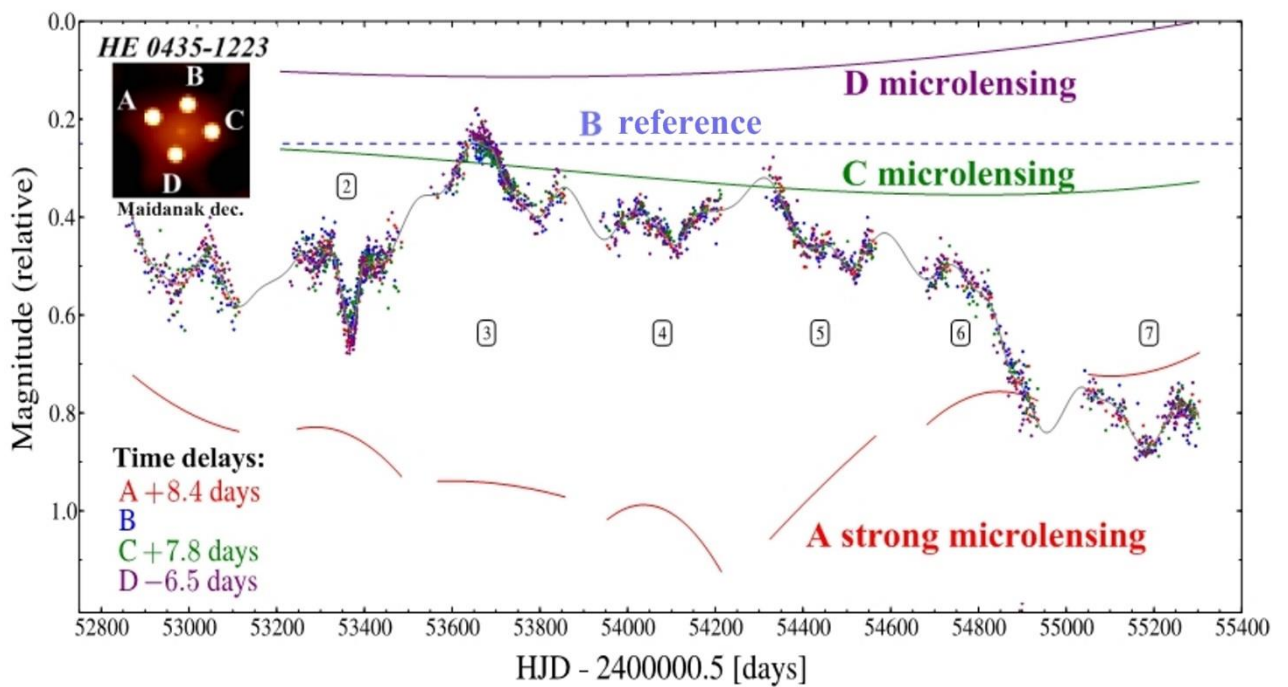 0.0
0.2
0.4
0.6
0.8
1.0
Magnitude (relative)
HE 0435-1223
A
B
C
D
Maidanak dec.
D microlensing
B reference
C microlensing
2
3
4
5
6
7
Time delays:
A +8.4 days
B
C +7.8 days
D −6.5 days
A strong microlensing
52800 53000 53200 53400 53600 53800 54000 54200 54400 54600 54800 55000 55200 55400
HJD - 2400000.5 [days]